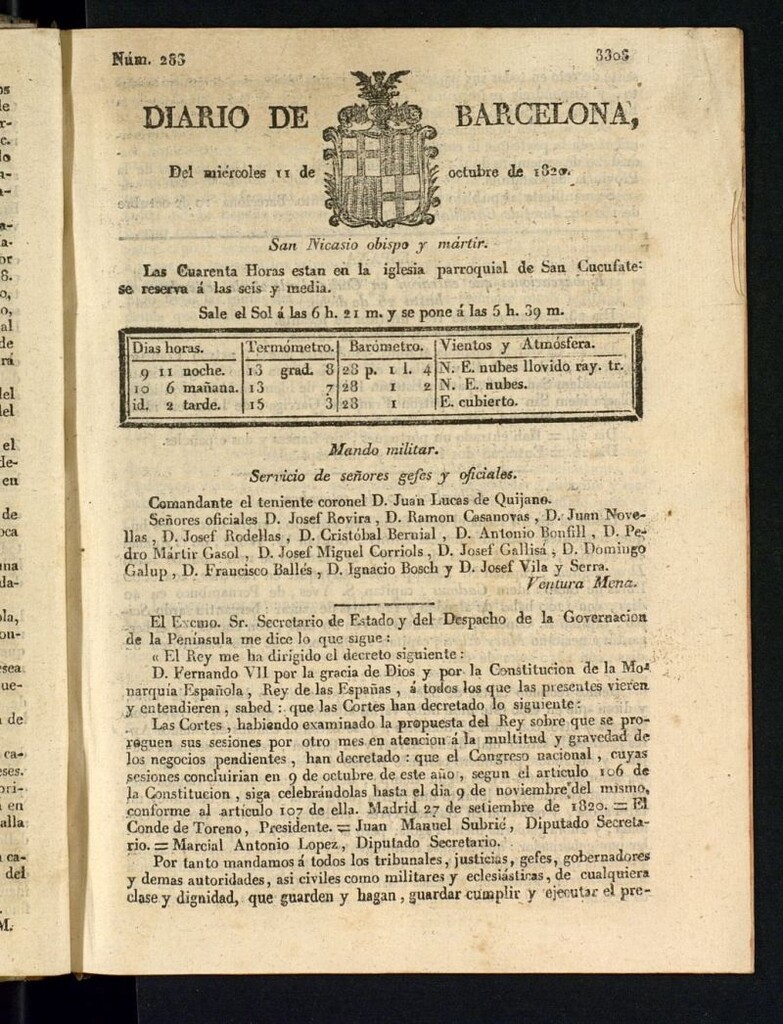 Núm. 283 3305
DIARIO DE BARCELONA,
Del miércoles 11 de octubre de 1820.
San Nicasio obispo y mártir.
Las Cuarenta Horas estan en la iglesia parroquial de San Cucufate:
se reserva á las seis y media.
Sale el Sol á las 6 h. 21 m. y se pone á las 5 h. 39 m.
Dias horas. Termómetro. Barómetro. Vientos y Atmósfera.
9 11 noche. 13 grad. 8 28 p. 1 l. 4 N. E. nubes llovido ray. tr.
10 6 mañana. 13 7 28 1 2 N. E. nubes.
id. 2 tarde. 15 3 28 1 E. cubierto.
Mando militar.
Servicio de señores gefes y oficiales.
Comandante el teniente coronel D. Juan Lucas de Quijano.
Señores oficiales D. Josef Rovira, D. Ramon Casanovas, D. Juan Nove-
llas, D. Josef Rodellas, D. Cristóbal Bernial, D. Antonio Bonfill, D. Pe-
dro Mártir Gasol, D. Josef Miguel Corriols, D. Josef Gallisá, D. Domingo
Galup, D. Francisco Ballés, D. Ignacio Bosch y D. Josef Vila y Serra.
Ventura Mena.
El Excmo. Sr. Secretario de Estado y del Despacho de la Governacion
de la Península me dice lo que sigue:
« El Rey me ha dirigido el decreto siguiente:
D. Fernando VII por la gracia de Dios y por la Constitucion de la Mo-
narquía Española, Rey de las Españas, á todos los que las presentes vieren
y entendieren, sabed: que las Cortes han decretado lo siguiente:
Las Cortes, habiendo examinado la propuesta del Rey sobre que se pro-
roguen sus sesiones por otro mes en atencion á la multitud y gravedad de
los negocios pendientes, han decretado: que el Congreso nacional, cuyas
sesiones concluirian en 9 de octubre de este año, segun el artículo 106 de
la Constitucion, siga celebrándolas hasta el dia 9 de noviembre del mismo,
conforme al artículo 107 de ella. Madrid 27 de setiembre de 1820. = El
Conde de Toreno, Presidente. = Juan Manuel Subrié, Diputado Secreta-
rio. = Marcial Antonio Lopez, Diputado Secretario.
Por tanto mandamos á todos los tribunales, justicias, gefes, gobernadores
y demas autoridades, asi civiles como militares y eclesiásticas, de cualquiera
clase y dignidad, que guarden y hagan, guardar cumplir y ejecutar el pre-